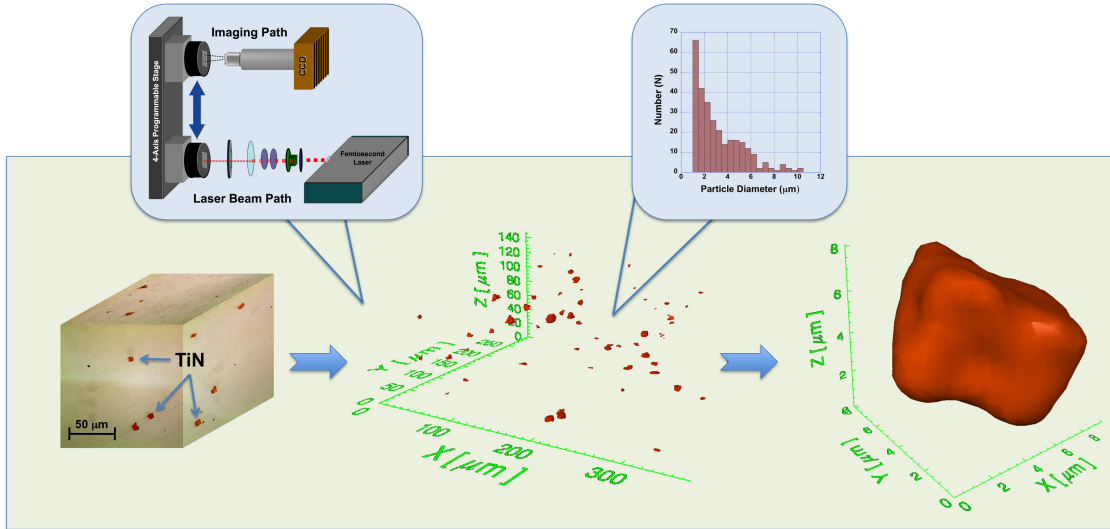 Imaging Path
4-Axis Programmable Stage
CCD
Femtosecond
Laser
Laser Beam Path
70
60
50
40
30
20
10
0
Number (N)
0 2 4 6 8 10 12
Particle Diameter (μm)
TiN
50 μm
140
120
100
80
60
40
20
0
Z [μm]
250
200
150
100
50
0
Y [μm]
0
100
200
300
X [μm]
8
6
4
2
0
Z [μm]
8
6
4
2
0
Y [μm]
0
2
4
6
8
X [μm]